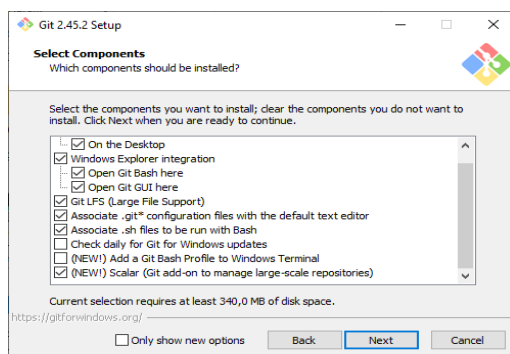 Git 2.45.2 Setup
Select Components
Which components should be installed?
Select the components you want to install; clear the components you do not want to
install. Click Next when you are ready to continue.
On the Desktop
Windows Explorer integration
Open Git Bash here
Open Git GUI here
Git LFS (Large File Support)
Associate .git* configuration files with the default text editor
Associate .sh files to be run with Bash
Check daily for Git for Windows updates
(NEW!) Add a Git Bash Profile to Windows Terminal
(NEW!) Scalar (Git add-on to manage large-scale repositories)
Current selection requires at least 340,0 MB of disk space.
https://gitforwindows.org/
Only show new options Back Next Cancel